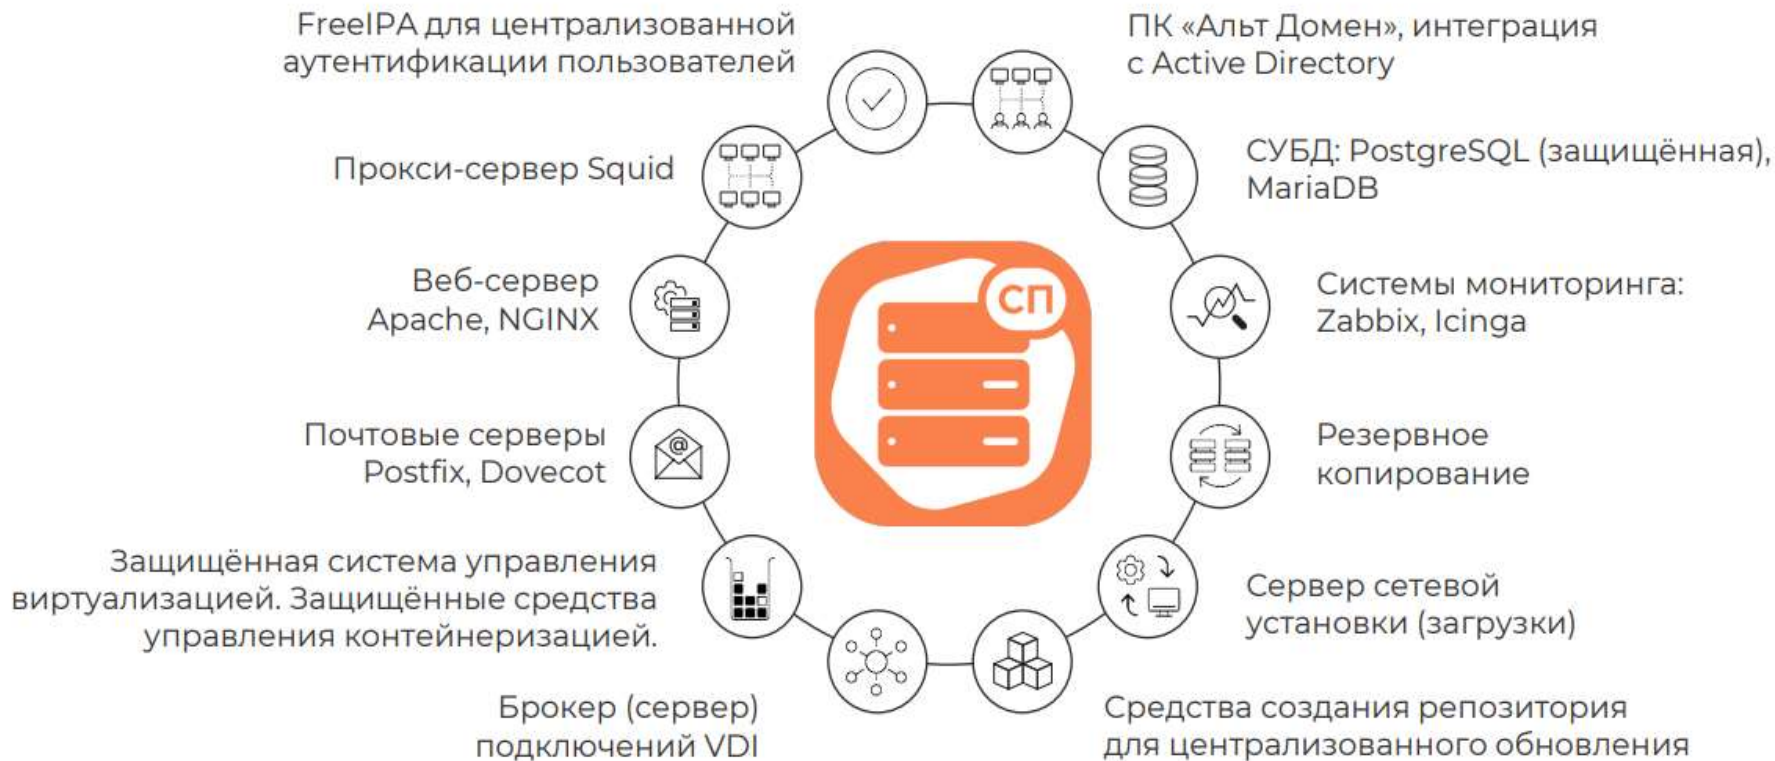 FreeIPA для централизованной
аутентификации пользователей
ПК «Альт Домен», интеграция
с Active Directory
Прокси-сервер Squid
СУБД: PostgreSQL (защищённая),
MariaDB
Веб-сервер
Apache, NGINX
СП
Системы мониторинга:
Zabbix, Icinga
Почтовые серверы
Postfix, Dovecot
@
Резервное
копирование
Защищённая система управления
виртуализацией. Защищённые средства
управления контейнеризацией.
Сервер сетевой
установки (загрузки)
Брокер (сервер)
подключений VDI
Средства создания репозитория
для централизованного обновления